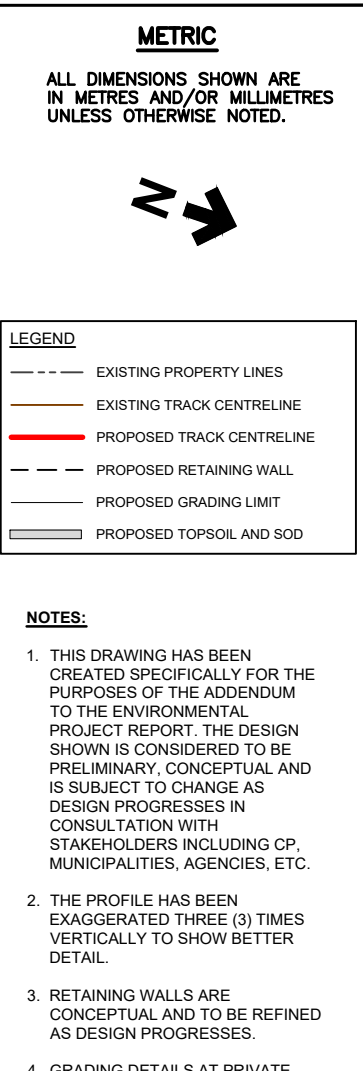 METRIC
ALL DIMENSIONS SHOWN ARE
IN METRES AND/OR MILLIMETRES
UNLESS OTHERWISE NOTED.
N
LEGEND
EXISTING PROPERTY LINES
EXISTING TRACK CENTRELINE
PROPOSED TRACK CENTRELINE
PROPOSED RETAINING WALL
PROPOSED GRADING LIMIT
PROPOSED TOPSOIL AND SOD
NOTES:
1. THIS DRAWING HAS BEEN
CREATED SPECIFICALLY FOR THE
PURPOSES OF THE ADDENDUM
TO THE ENVIRONMENTAL
PROJECT REPORT. THE DESIGN
SHOWN IS CONSIDERED TO BE
PRELIMINARY, CONCEPTUAL AND
IS SUBJECT TO CHANGE AS
DESIGN PROGRESSES IN
CONSULTATION WITH
STAKEHOLDERS INCLUDING CP,
MUNICIPALITIES, AGENCIES, ETC.
2. THE PROFILE HAS BEEN
EXAGGERATED THREE (3) TIMES
VERTICALLY TO SHOW BETTER
DETAIL.
3. RETAINING WALLS ARE
CONCEPTUAL AND TO BE REFINED
AS DESIGN PROGRESSES.
4. GRADING DETAILS AT PRIVATE